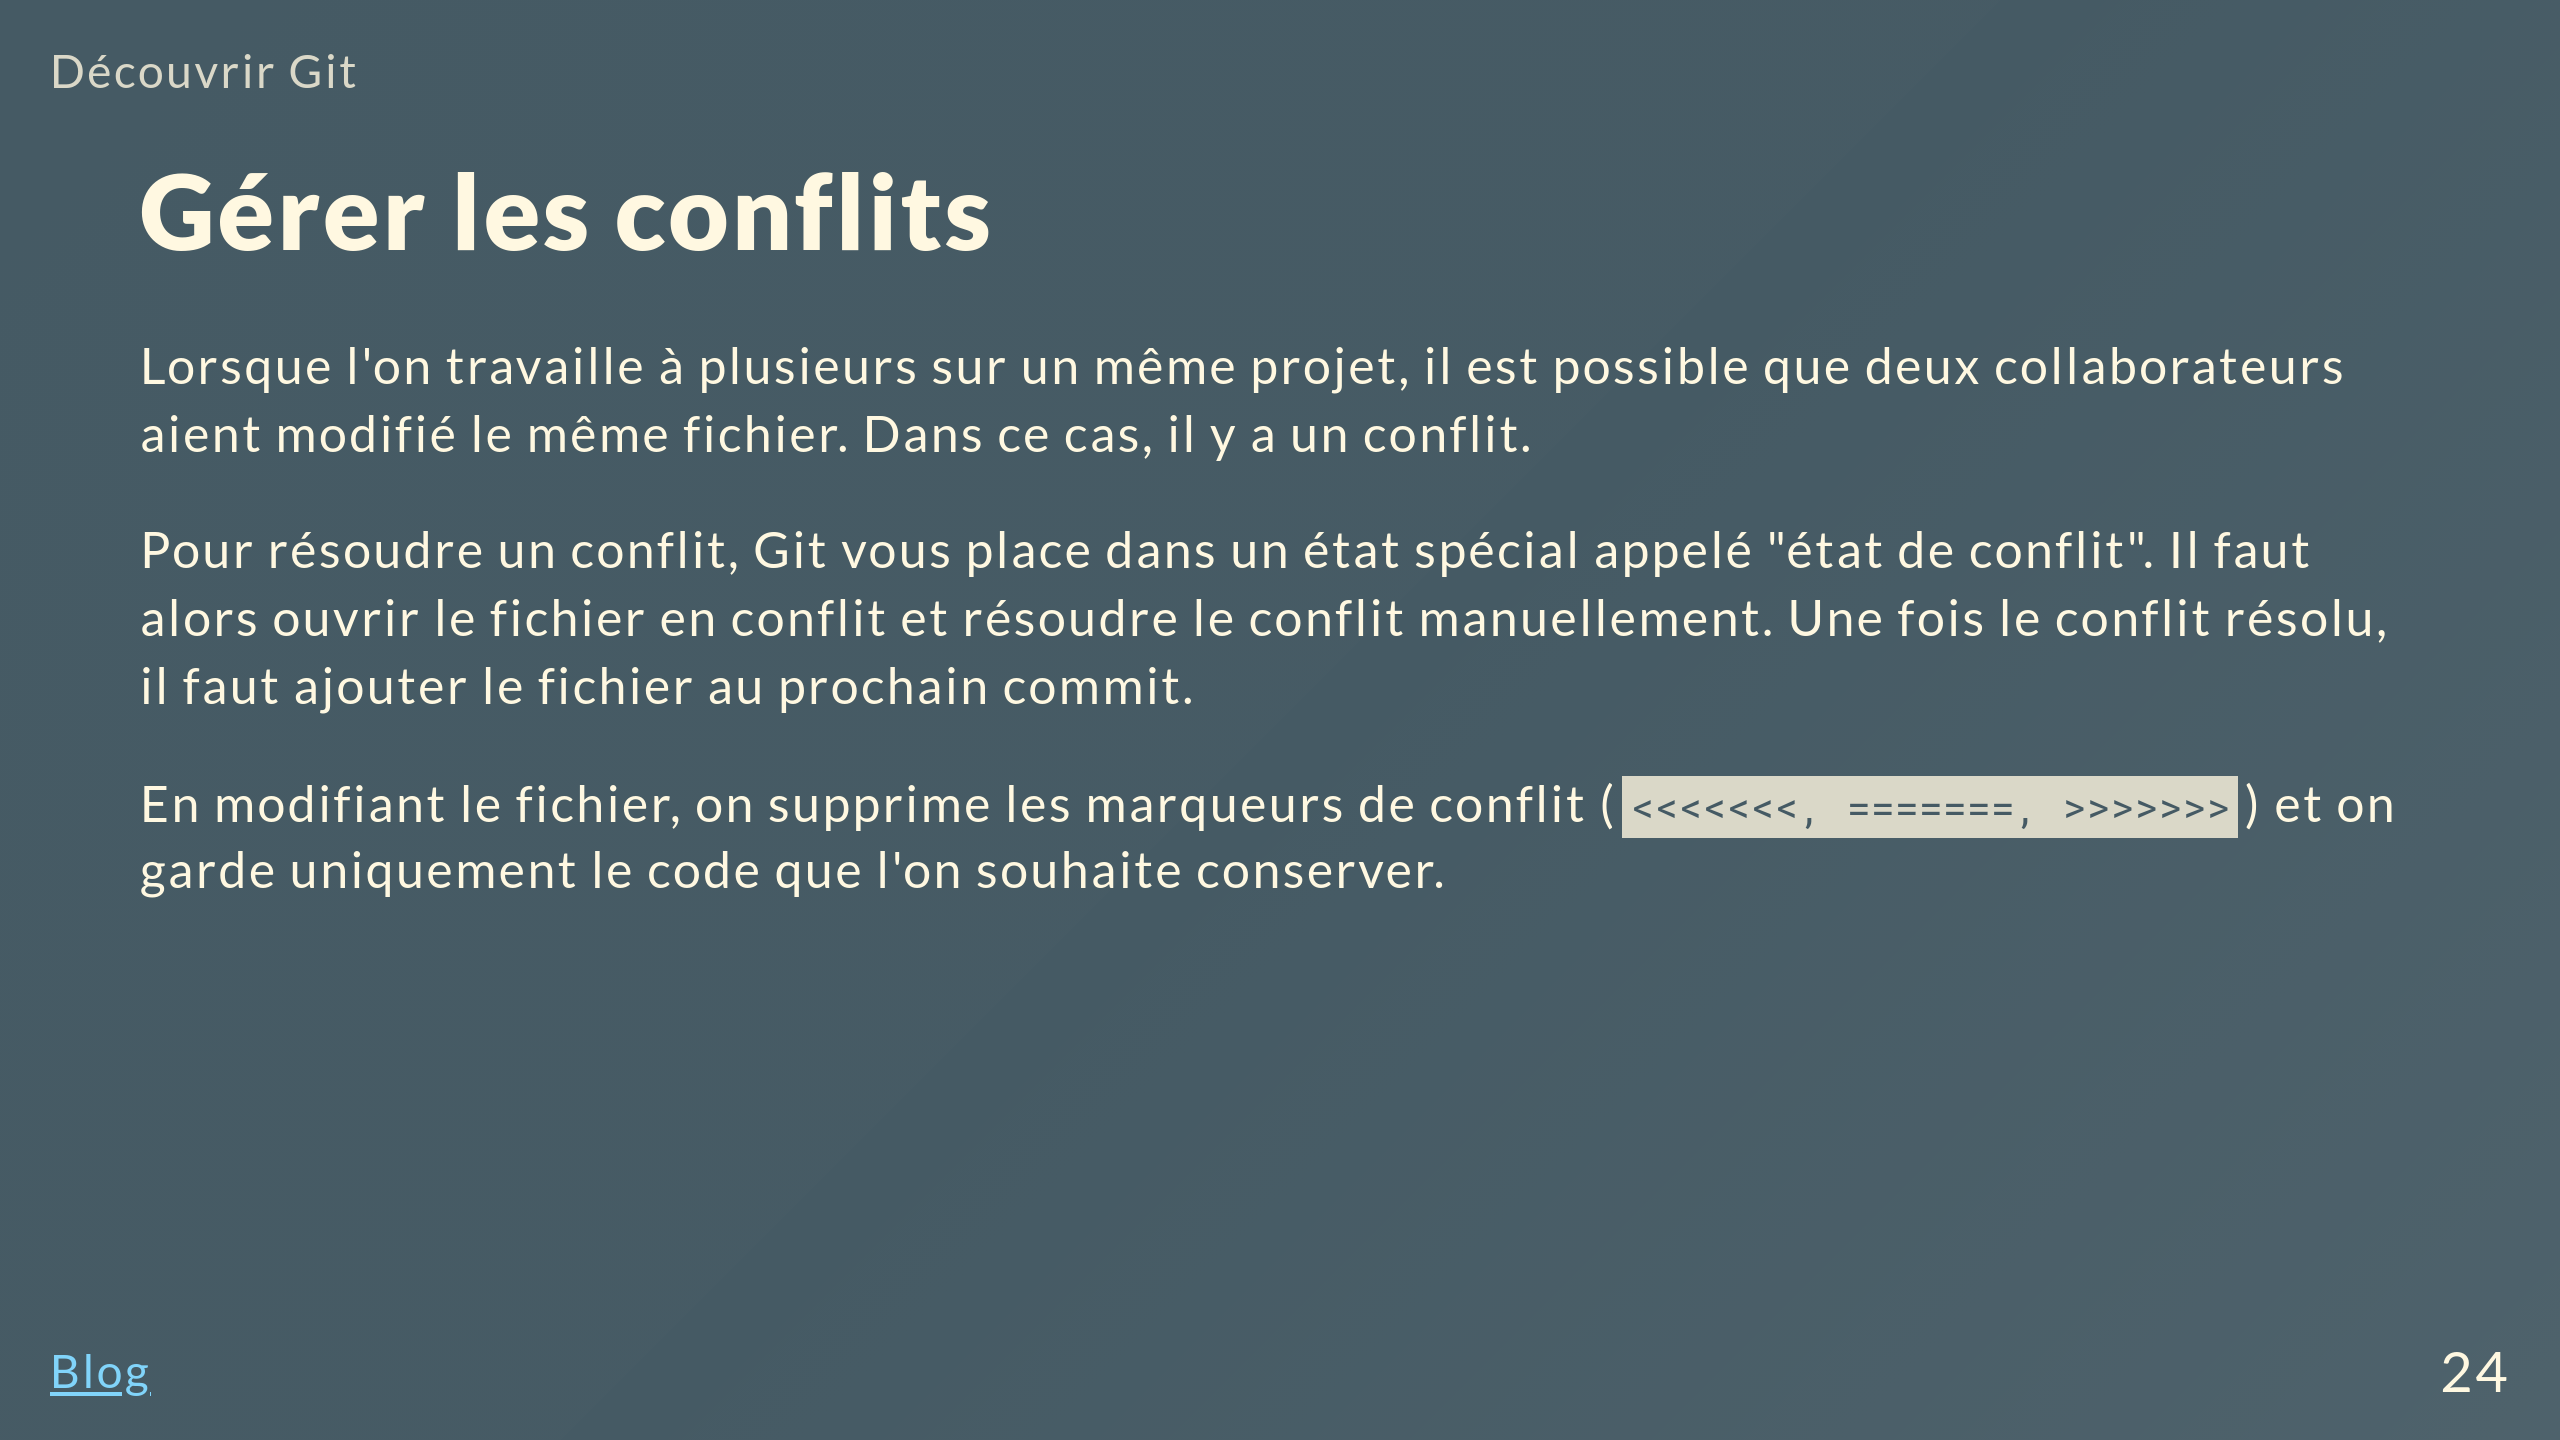 Découvrir Git
Gérer les conflits
Lorsque l'on travaille à plusieurs sur un même projet, il est possible que deux collaborateurs
aient modifié le même fichier. Dans ce cas, il y a un conflit.
Pour résoudre un conflit, Git vous place dans un état spécial appelé "état de conflit". Il faut
alors ouvrir le fichier en conflit et résoudre le conflit manuellement. Une fois le conflit résolu,
il faut ajouter le fichier au prochain commit.
En modifiant le fichier, on supprime les marqueurs de conflit (<<<<<<<, =======, >>>>>>>) et on
garde uniquement le code que l'on souhaite conserver.
Blog
24